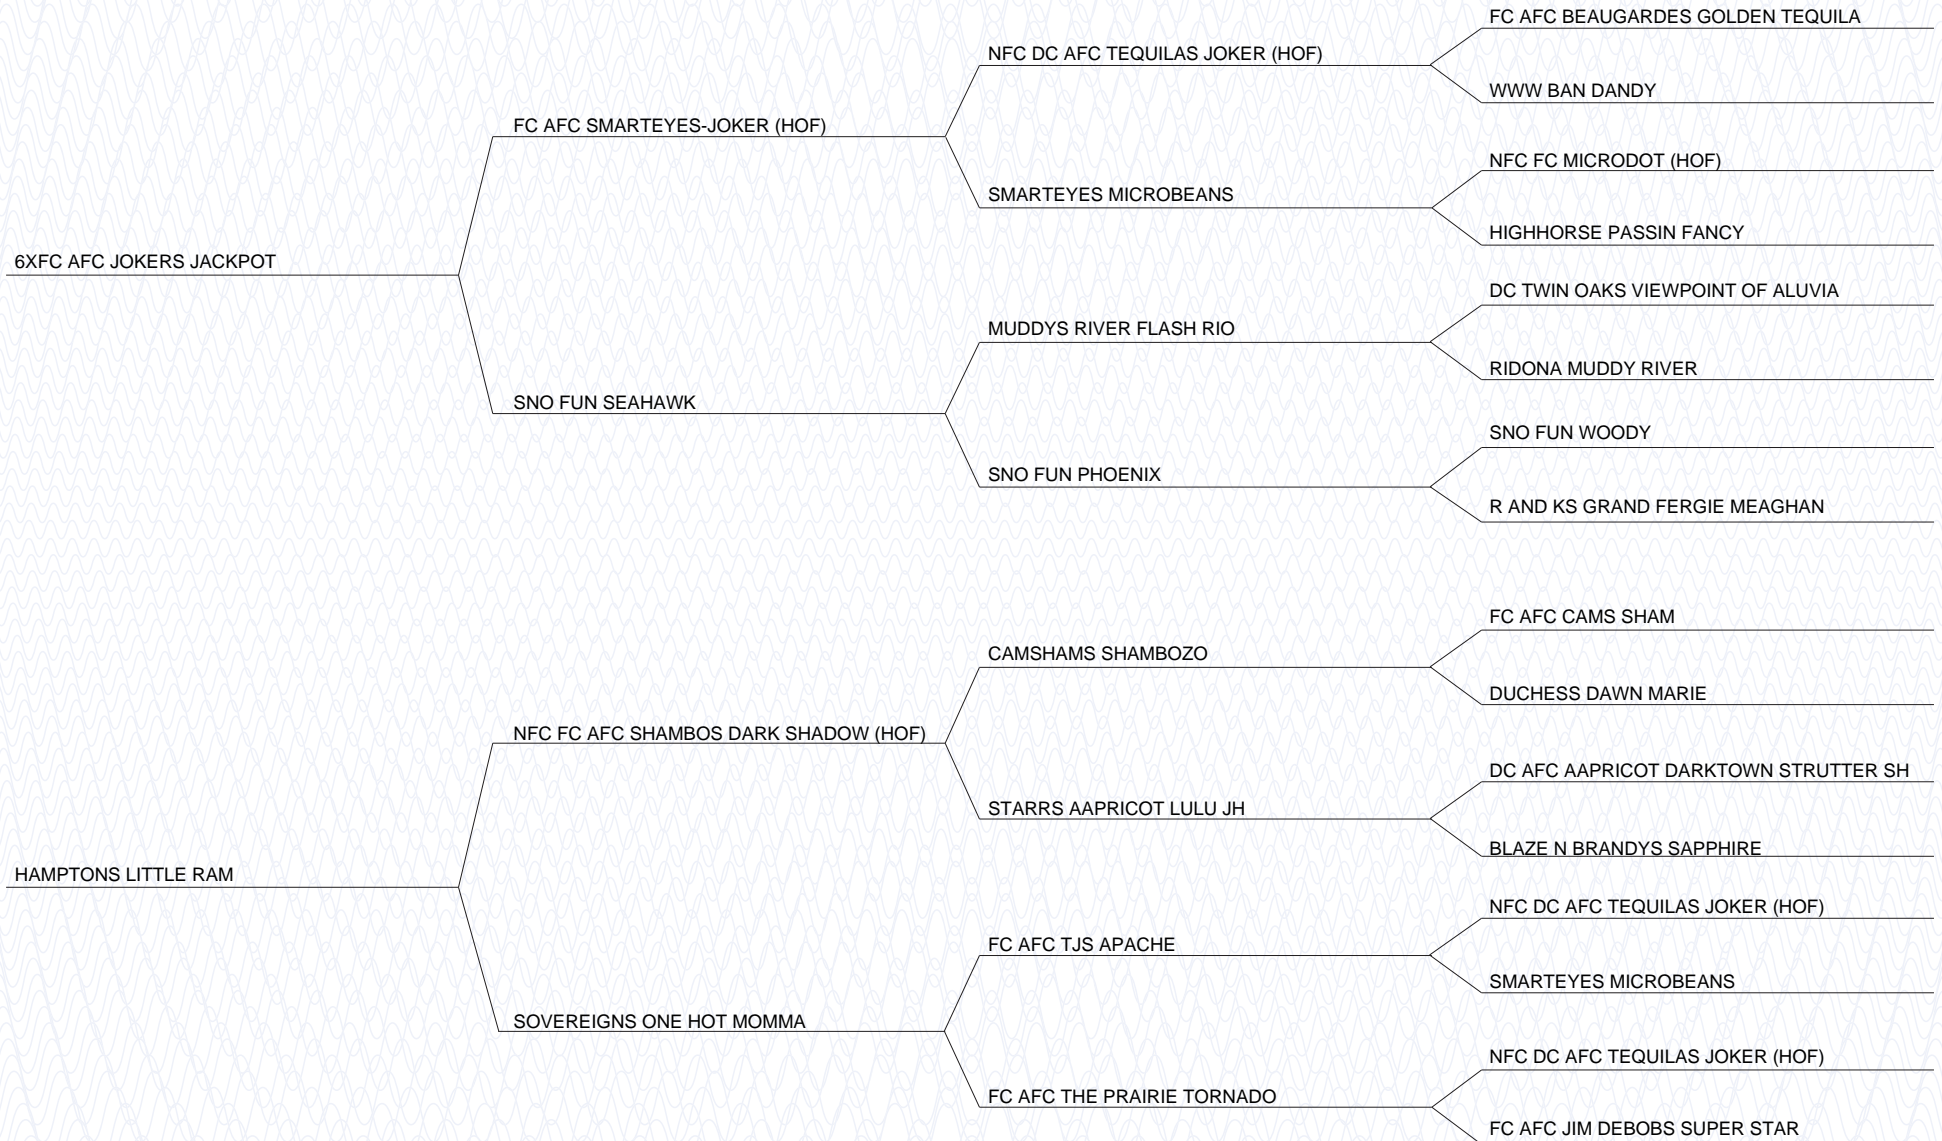 FC AFC BEAUGARDES GOLDEN TEQUILA
NFC DC AFC TEQUILAS JOKER (HOF)
WWW BAN DANDY
FC AFC SMARTEYES-JOKER (HOF)
NFC FC MICRODOT (HOF)
SMARTEYES MICROBEANS
HIGHHORSE PASSIN FANCY
6XFC AFC JOKERS JACKPOT
DC TWIN OAKS VIEWPOINT OF ALUVIA
MUDDYS RIVER FLASH RIO
RIDONA MUDDY RIVER
SNO FUN SEAHAWK
SNO FUN WOODY
SNO FUN PHOENIX
R AND KS GRAND FERGIE MEAGHAN
FC AFC CAMS SHAM
CAMSHAMS SHAMBOZO
DUCHESS DAWN MARIE
NFC FC AFC SHAMBOS DARK SHADOW (HOF)
DC AFC AAPRICOT DARKTOWN STRUTTER SH
STARRS AAPRICOT LULU JH
BLAZE N BRANDYS SAPPHIRE
HAMPTONS LITTLE RAM
NFC DC AFC TEQUILAS JOKER (HOF)
FC AFC TJS APACHE
SMARTEYES MICROBEANS
SOVEREIGNS ONE HOT MOMMA
NFC DC AFC TEQUILAS JOKER (HOF)
FC AFC THE PRAIRIE TORNADO
FC AFC JIM DEBOBS SUPER STAR